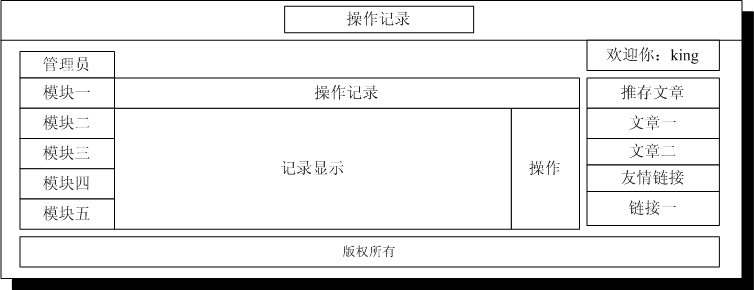 操作记录
欢迎你：king
管理员
模块一
操作记录
推存文章
模块二
文章一
模块三
记录显示
操作
文章二
模块四
友情链接
模块五
链接一
版权所有